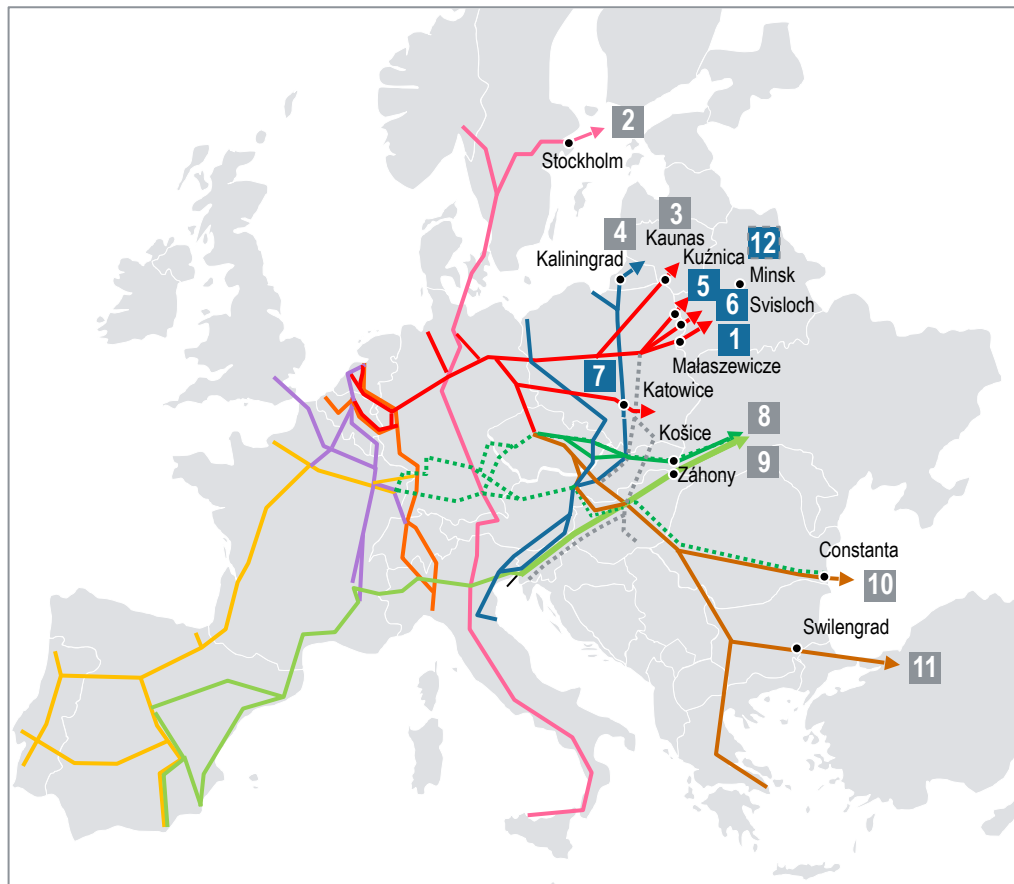 2
Stockholm
3
4
Kaunas
12
Kaliningrad
Kuźnica
5
Minsk
6
Svisloch
1
Małaszewicze
7
Katowice
8
Košice
9
Záhony
Constanta
10
Swilengrad
11